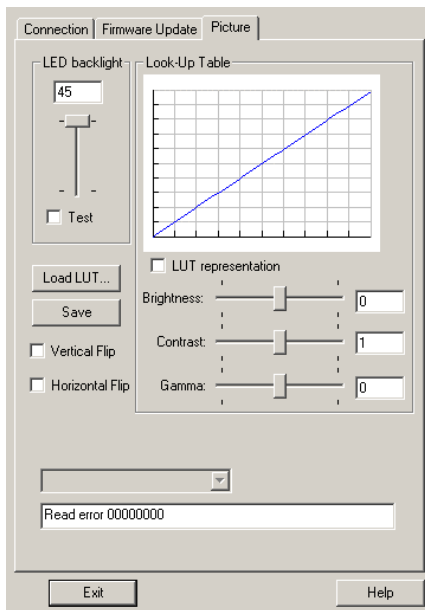 Connection Firmware Update Picture
LED backlight
45
Test
Look-Up Table
LUT representation
Load LUT...
Save
Vertical Flip
Horizontal Flip
Brightness: 0
Contrast: 1
Gamma: 0
Read error 00000000
Exit
Help